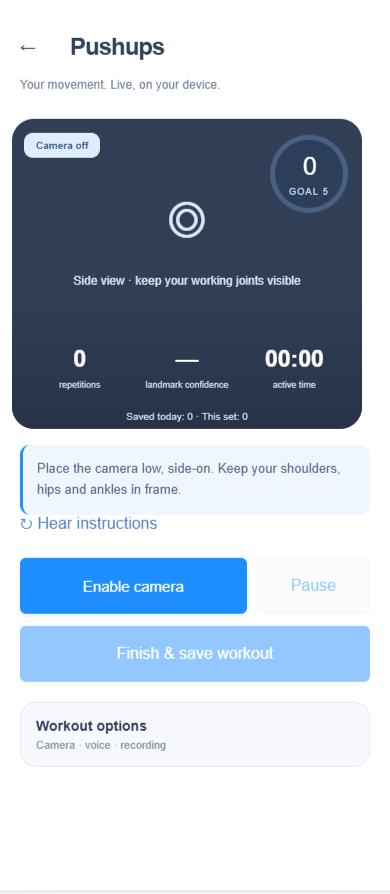 ← Pushups
Your movement. Live, on your device.
Camera off
0
GOAL 5
Side view · keep your working joints visible
0 — 00:00
repetitions landmark confidence active time
Saved today: 0 · This set: 0
Place the camera low, side-on. Keep your shoulders,
hips and ankles in frame.
↻ Hear instructions
Enable camera Pause
Finish & save workout
Workout options
Camera · voice · recording